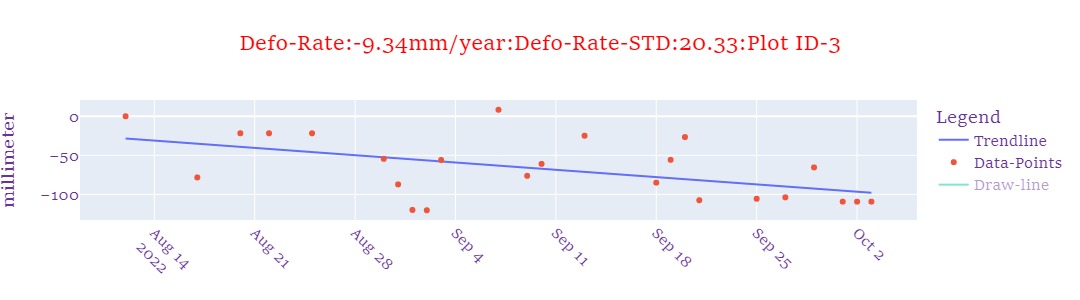 Defo-Rate:-9.34mm/year:Defo-Rate-STD:20.33:Plot ID-3
millimeter
0
−50
−100
Aug 14
2022
Aug 21
Aug 28
Sep 4
Sep 11
Sep 18
Sep 25
Oct 2
Legend
Trendline
Data-Points
Draw-line